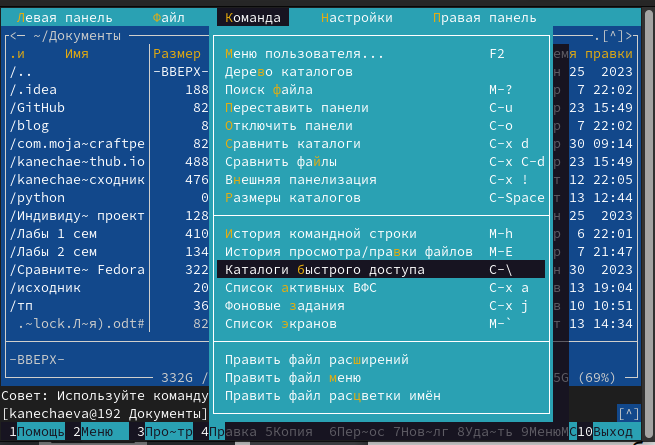 Левая панель Файл Команда Настройки Правая панель
<— ~/Документы .[^]>
.и Имя Размер Меню пользователя... F2 правки
/.. -ВВЕРХ- Дерево каталогов 25 2023
/.idea 188 Поиск файла M-? 7 22:02
/GitHub 82 Переставить панели C-u 23 15:49
/blog 8 Отключить панели C-o 7 22:02
/com.moja~craftpe 82 Сравнить каталоги C-x d 30 09:14
/kanechae~thub.io 488 Сравнить файлы C-x C-d 23 15:49
/kanechae~сходник 476 Внешняя панелизация C-x ! 12 22:05
/python 0 Размеры каталогов C-Space 13 12:44
/Индивиду~ проект 128 25 2023
/Лабы 1 сем 410 История командной строки M-h 6 22:01
/Лабы 2 сем 134 История просмотра/правки файлов M-E 7 21:47
/Сравните~ Fedora 322 Каталоги быстрого доступа C-\ 30 2023
/исходник 20 Список активных ВФС C-x a 13 19:04
/тп 36 Фоновые задания C-x j 10 10:51
.~lock.Л~я).odt# 82 Список экранов M-` 13 14:34
-ВВЕРХ- Править файл расширений
332G / Править файл меню 5G (69%)
Совет: Используйте команду Править файл расцветки имён
[kanechaeva@192 Документы] [^]
1Помощь 2Меню 3Про~тр 4Правка 5Копия 6Пер~ос 7Нов~лг 8Уда~ть 9МенюМС10Выход